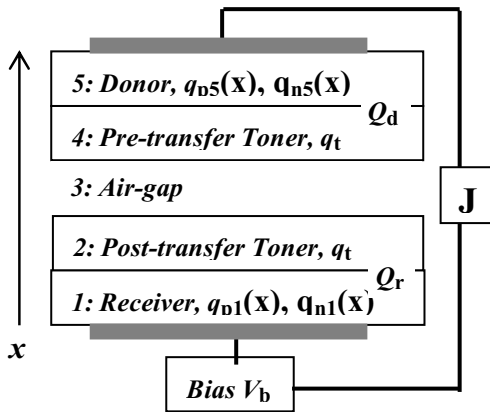 5: Donor, qp5(x), qn5(x)
Qd
4: Pre-transfer Toner, qt
3: Air-gap
J
2: Post-transfer Toner, qt
Qr
1: Receiver, qp1(x), qn1(x)
x
Bias Vb